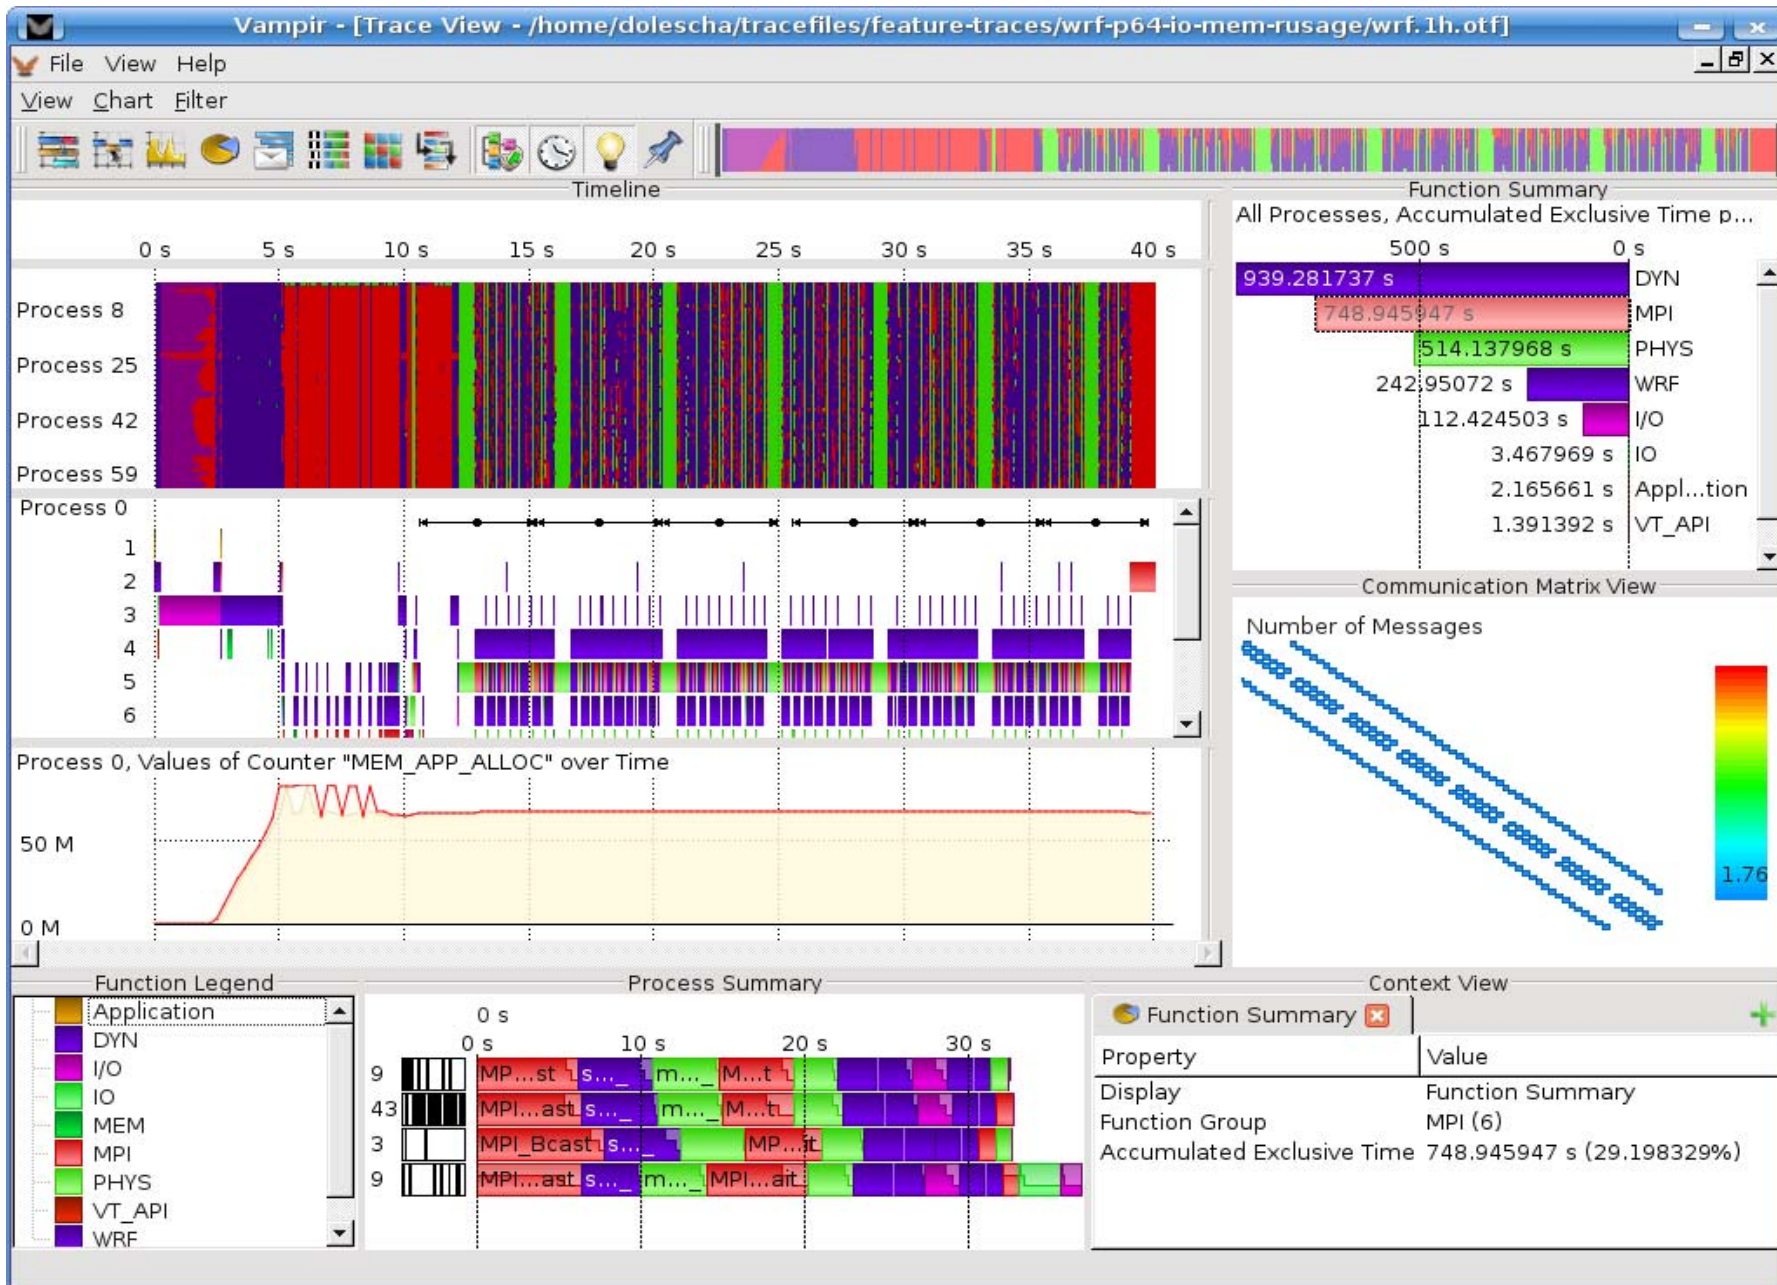 Vampir - [Trace View - /home/dolescha/tracefiles/feature-traces/wrf-p64-io-mem-rusage/wrf.1h.otf]
File View Help
View Chart Filter
Timeline
0 s 5 s 10 s 15 s 20 s 25 s 30 s 35 s 40 s
Process 8
Process 25
Process 42
Process 59
Process 0
1
2
3
4
5
6
Process 0, Values of Counter "MEM_APP_ALLOC" over Time
50 M
0 M
Function Summary
All Processes, Accumulated Exclusive Time p...
500 s 0 s
939.281737 s DYN
748.945947 s MPI
514.137968 s PHYS
242.95072 s WRF
112.424503 s I/O
3.467969 s IO
2.165661 s Appl...tion
1.391392 s VT_API
Communication Matrix View
Number of Messages
1.76
Function Legend
Application
DYN
I/O
IO
MEM
MPI
PHYS
VT_API
WRF
Process Summary
0 s
0 s 10 s 20 s 30 s
9 MP...st s..._ m..._ M...t
43 MPI...ast s..._ m..._ M...t
3 MPI_Bcast s..._ MP...it
9 MPI...ast s..._ m..._ MPI...ait
Context View
Function Summary
Property Value
Display Function Summary
Function Group MPI (6)
Accumulated Exclusive Time 748.945947 s (29.198329%)